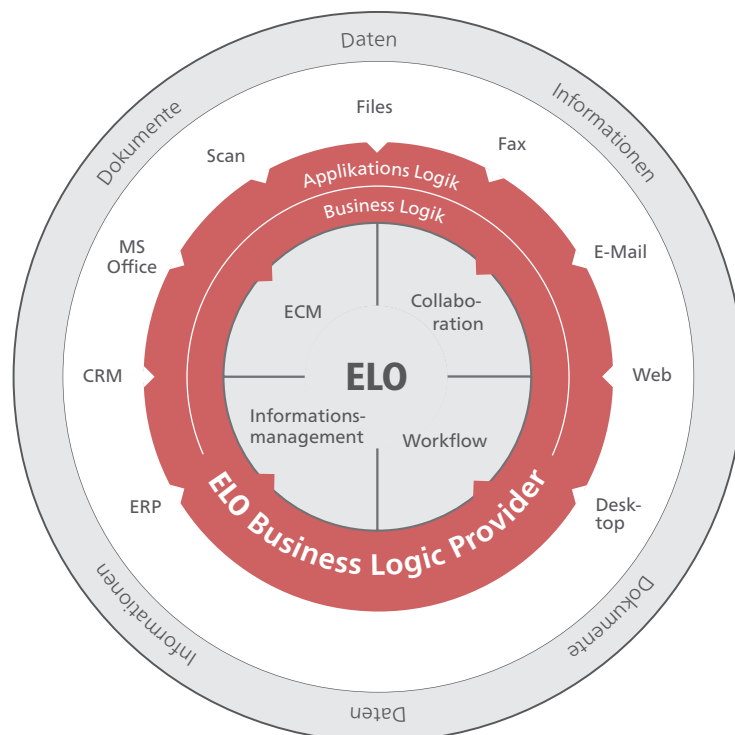 Daten
Dokumente
Informationen
Files
Scan
Fax
Applikations Logik
Business Logik
MS
Office
E-Mail
ECM
Collabo-
ration
CRM
ELO
Web
Informations-
management
Workflow
ERP
Desk-
top
ELO Business Logic Provider
Informationen
Dokumente
Daten